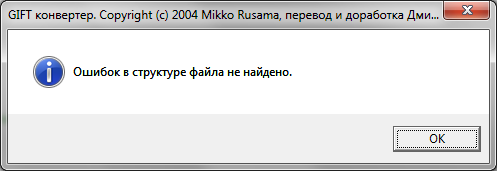 GIFT конвертер. Copyright (c) 2004 Mikko Rusama, перевод и доработка Дми...
Ошибок в структуре файла не найдено.
OK